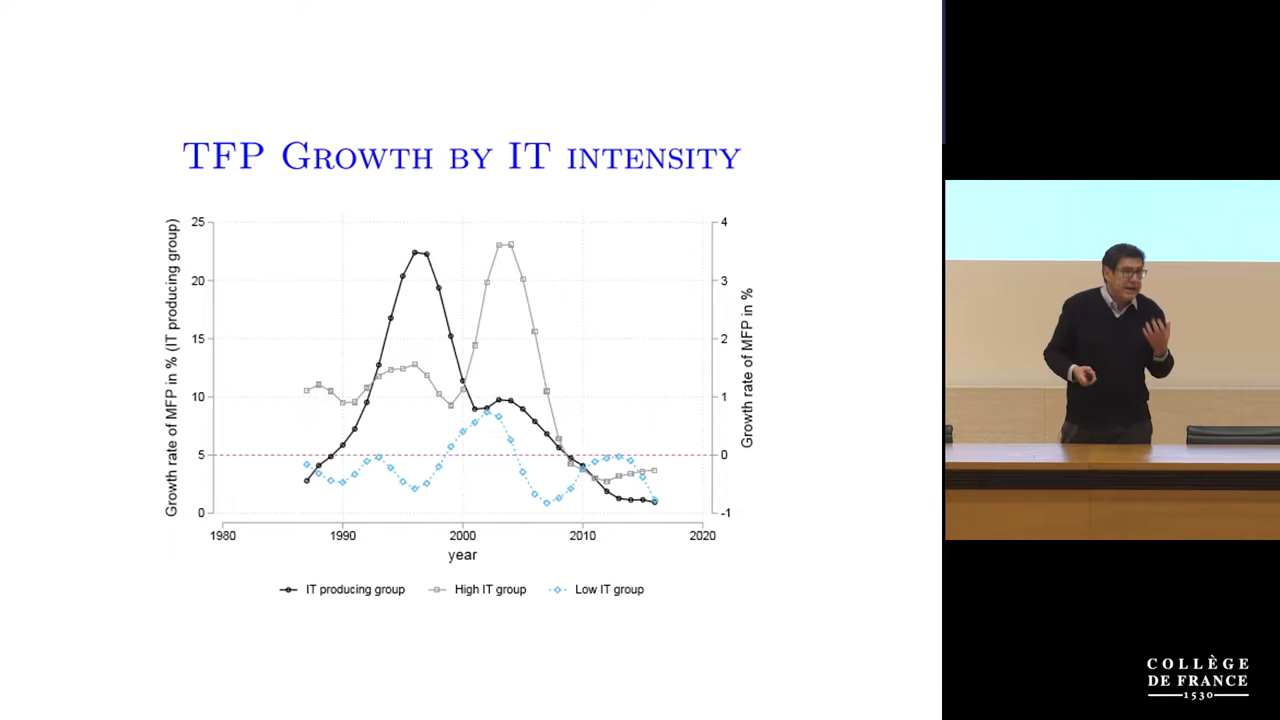 TFP GROWTH BY IT INTENSITY
Growth rate of MFP in % (IT producing group)
25
20
15
10
5
0
4
3
2
1
0
-1
Growth rate of MFP in %
1980
1990
2000
2010
2020
year
IT producing group
High IT group
Low IT group
COLLÈGE
DE FRANCE
1530